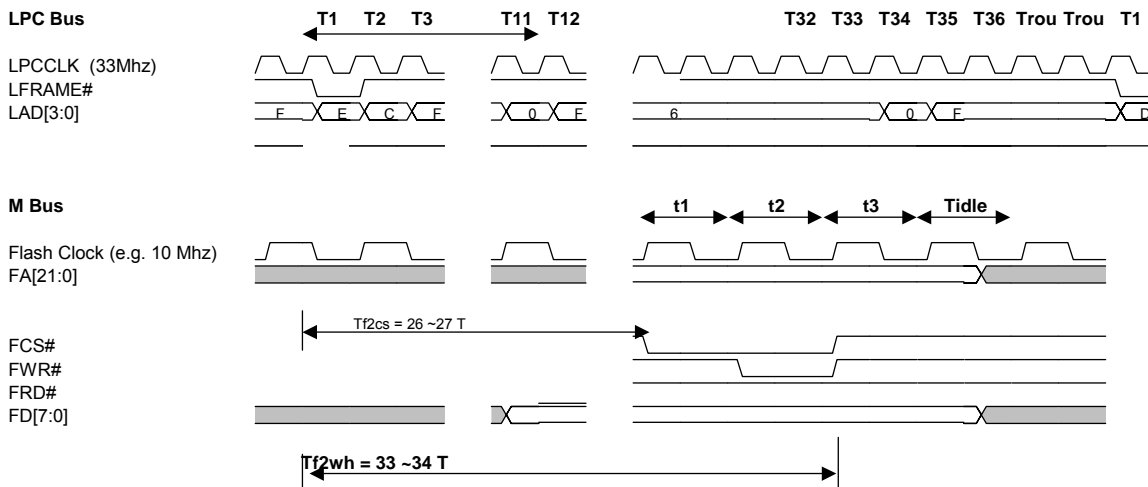 LPC Bus T1 T2 T3 T11 T12 T32 T33 T34 T35 T36 Trou Trou T1
LPCCLK (33Mhz)
LFRAME#
LAD[3:0] F E C F 0 F 6 0 F D
M Bus t1 t2 t3 Tidle
Flash Clock (e.g. 10 Mhz)
FA[21:0]
Tf2cs = 26 ~27 T
FCS#
FWR#
FRD#
FD[7:0]
Tf2wh = 33 ~34 T